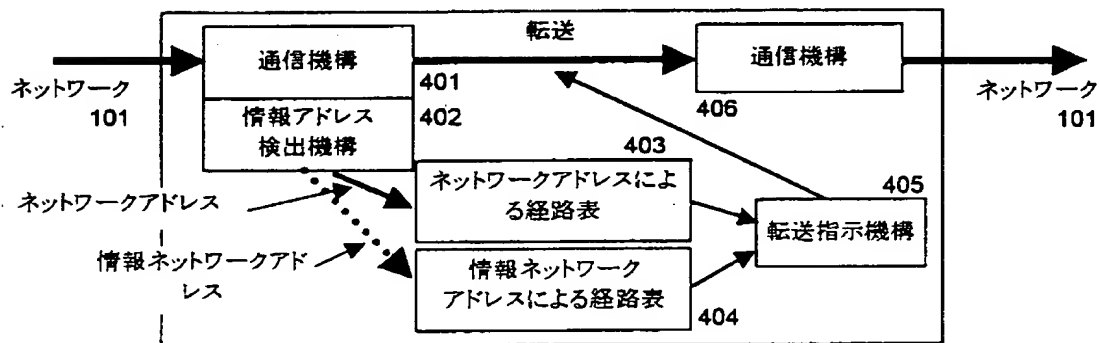 転送
通信機構
401
通信機構
406
ネットワーク
101
ネットワーク
101
情報アドレス
検出機構
402
403
ネットワークアドレス
ネットワークアドレスによ
る経路表
405
転送指示機構
情報ネットワークアド
レス
情報ネットワーク
アドレスによる経路表
404